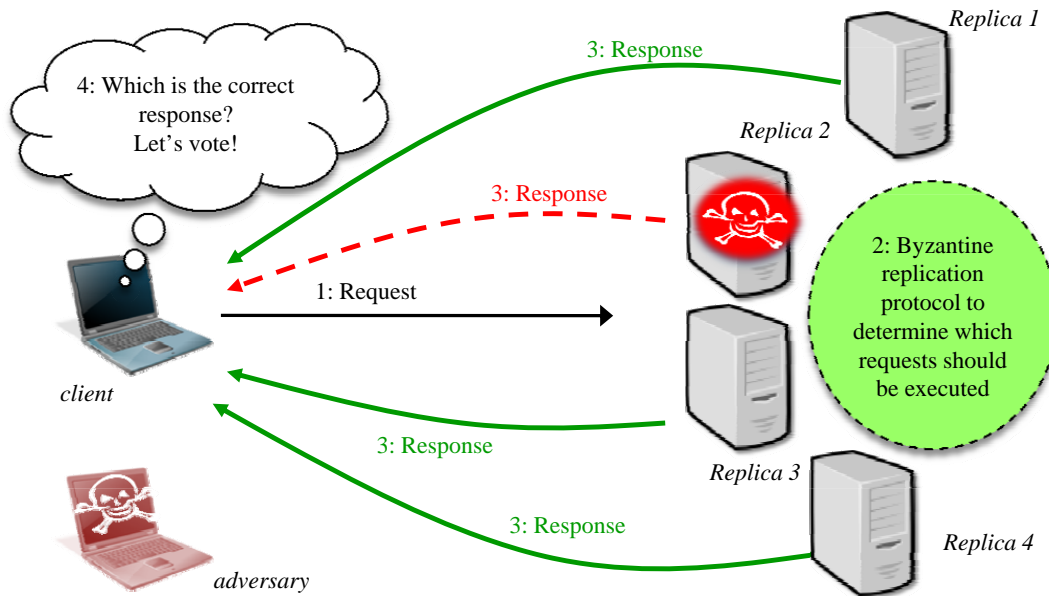 Replica 1
3: Response
4: Which is the correct
response?
Let's vote!
Replica 2
3: Response
2: Byzantine
replication
protocol to
determine which
requests should
be executed
1: Request
client
3: Response
Replica 3
3: Response
Replica 4
adversary